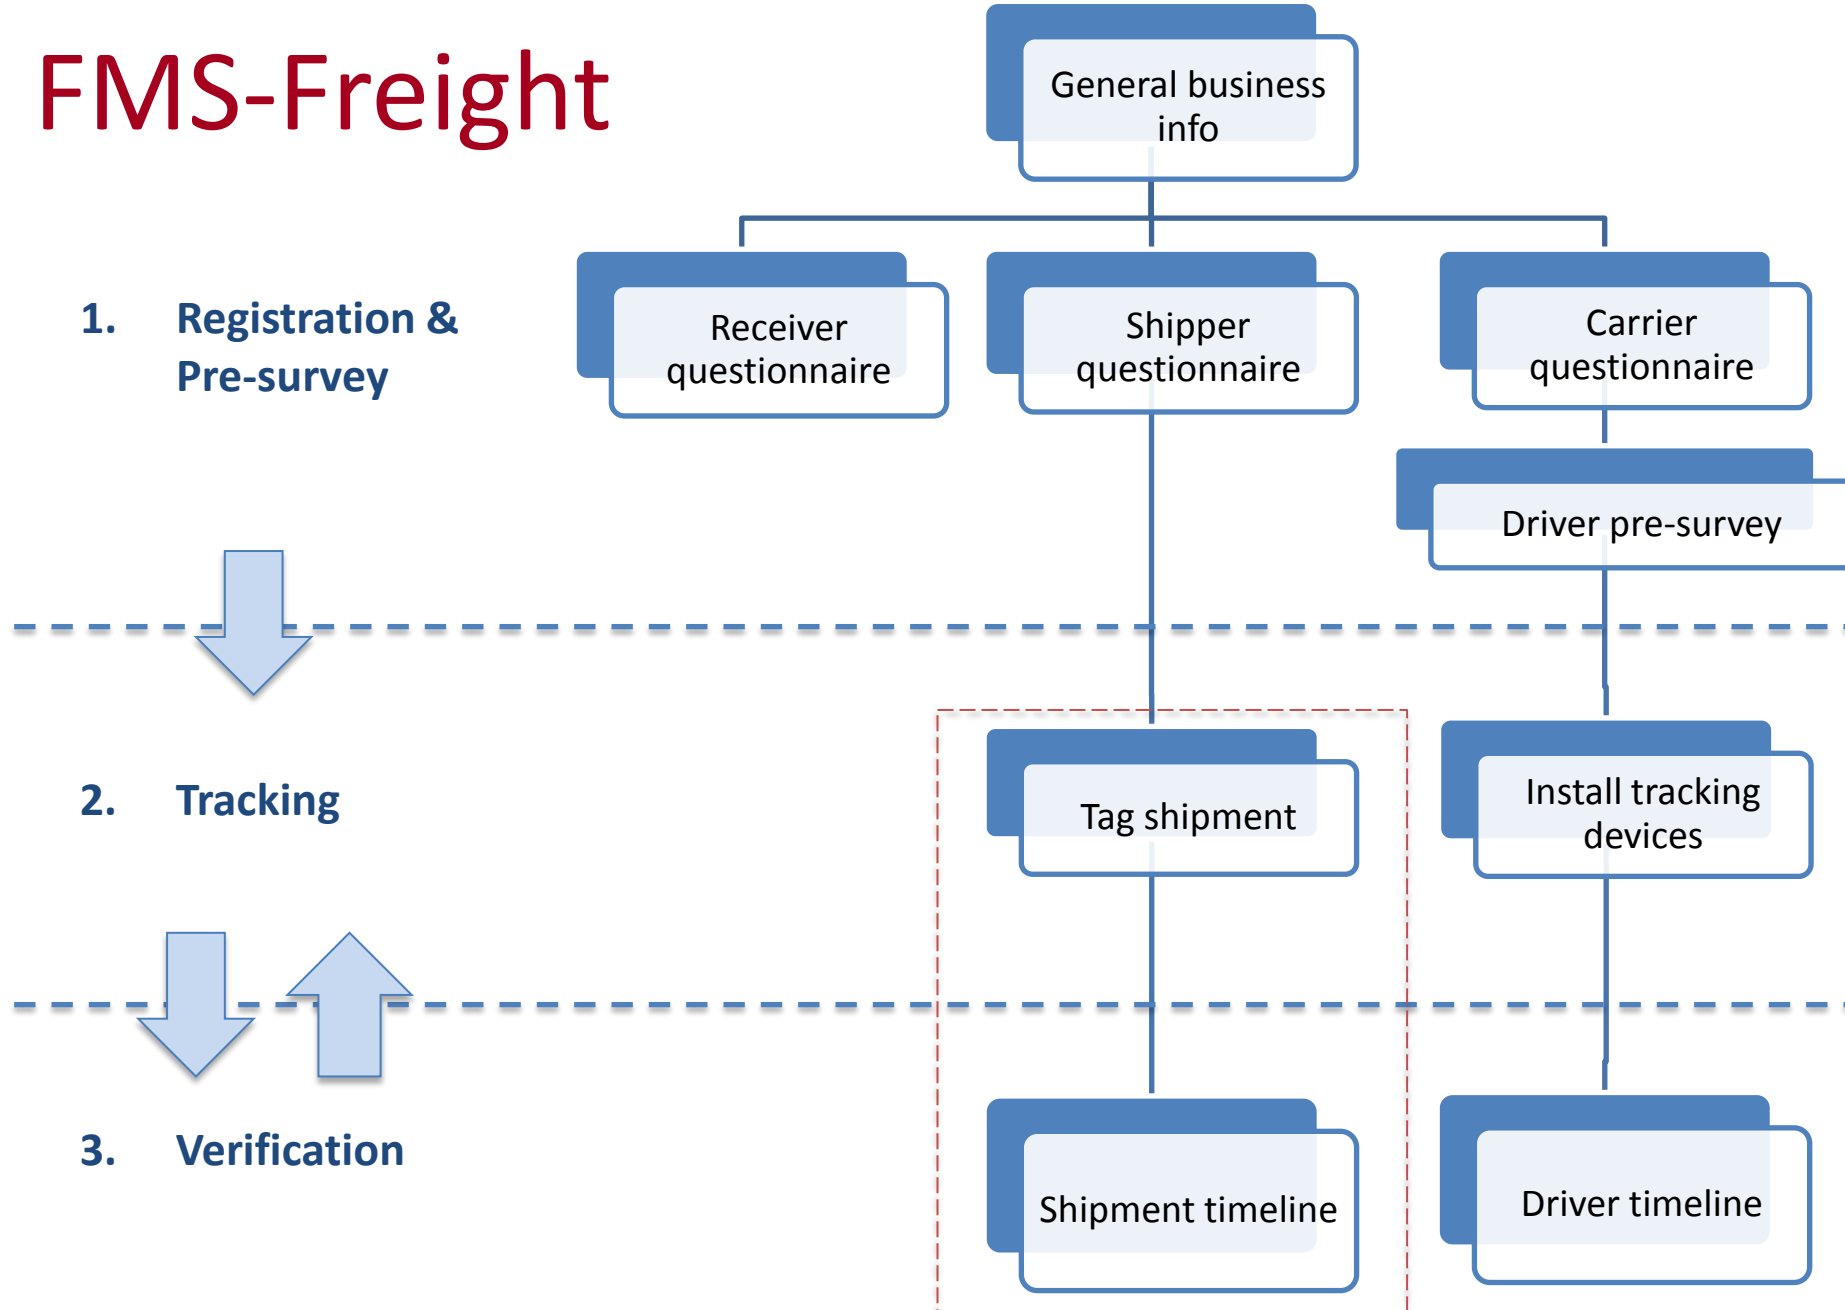 FMS-Freight
General business
info
1. Registration &
Pre-survey
Receiver
questionnaire
Shipper
questionnaire
Carrier
questionnaire
Driver pre-survey
2. Tracking
Tag shipment
Install tracking
devices
3. Verification
Shipment timeline
Driver timeline